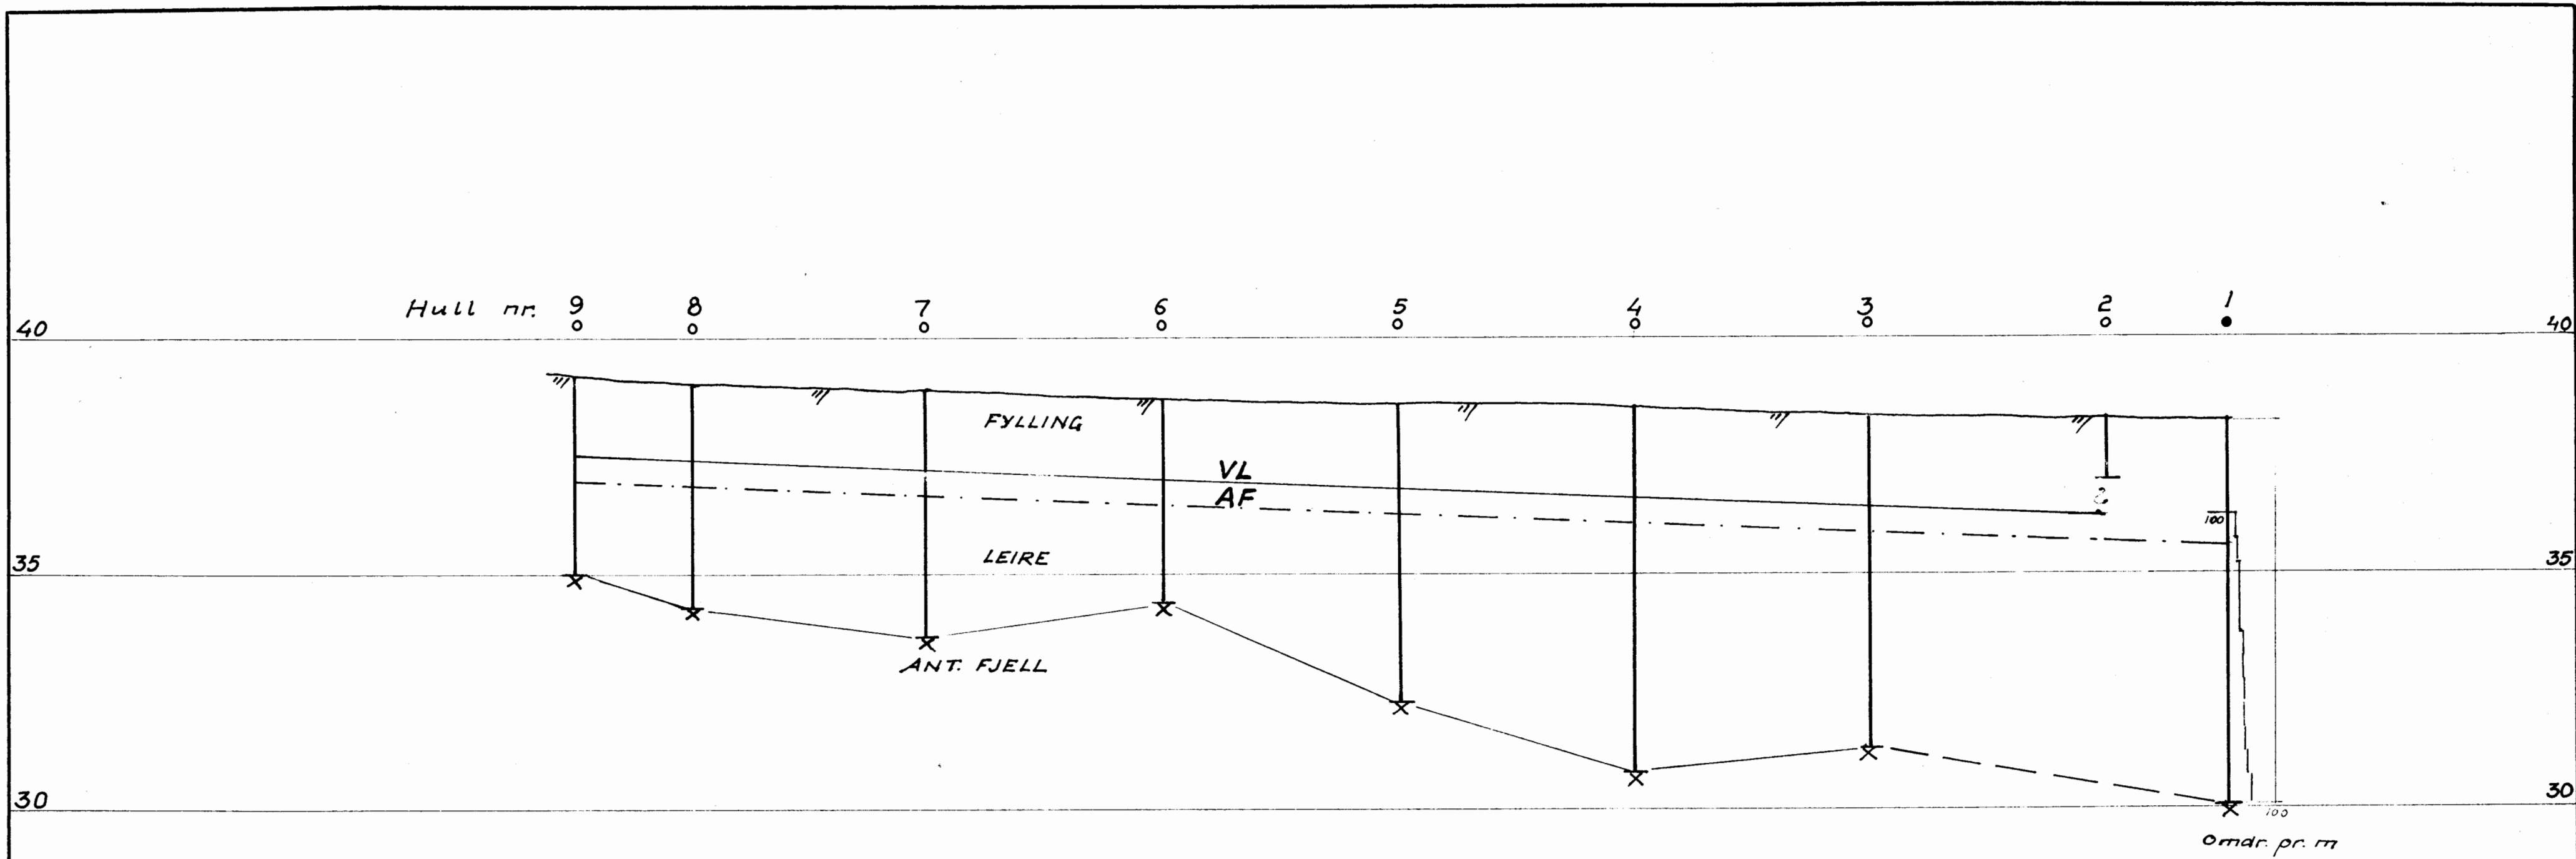 Hull nr. 9 8 7 6 5 4 3 2 1
40 40
FYLLING
VL
AF
100
LEIRE
35 35
ANT. FJELL
30 30
100
Omdr. pr. m